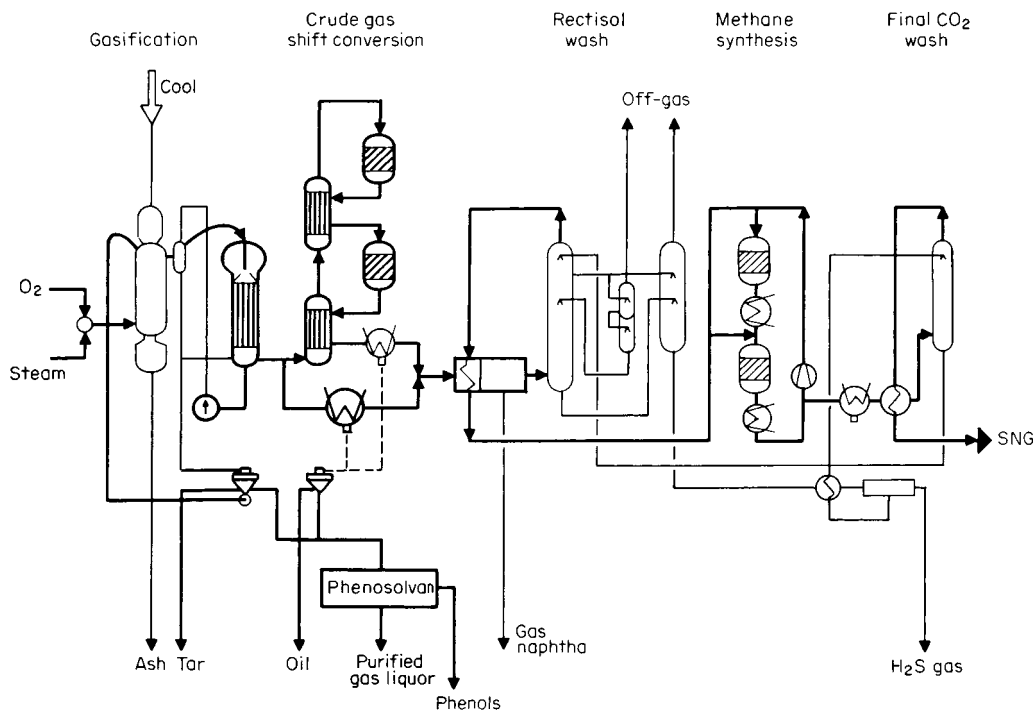 Gasification
Crude gas
shift conversion
Rectisol
wash
Methane
synthesis
Final CO₂
wash
Cool
Off-gas
O₂
Steam
SNG
Phenosolvan
Ash
Tar
Oil
Purified
gas liquor
Phenols
Gas
naphtha
H₂S gas